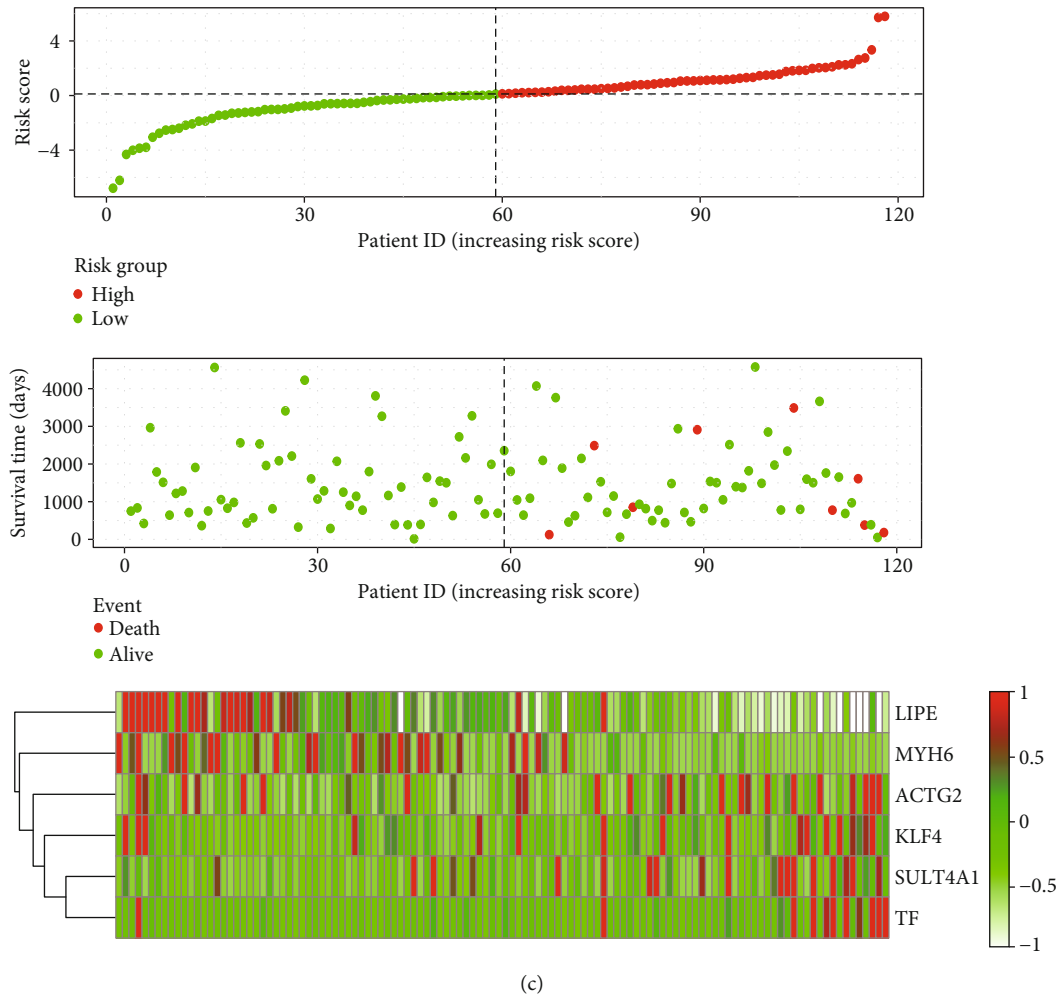 4
0
−4
Risk score
0
30
60
90
120
Patient ID (increasing risk score)
Risk group
High
Low
4000
3000
2000
1000
0
Survival time (days)
0
30
60
90
120
Patient ID (increasing risk score)
Event
Death
Alive
LIPE
MYH6
ACTG2
KLF4
SULT4A1
TF
1
0.5
0
−0.5
−1
(c)